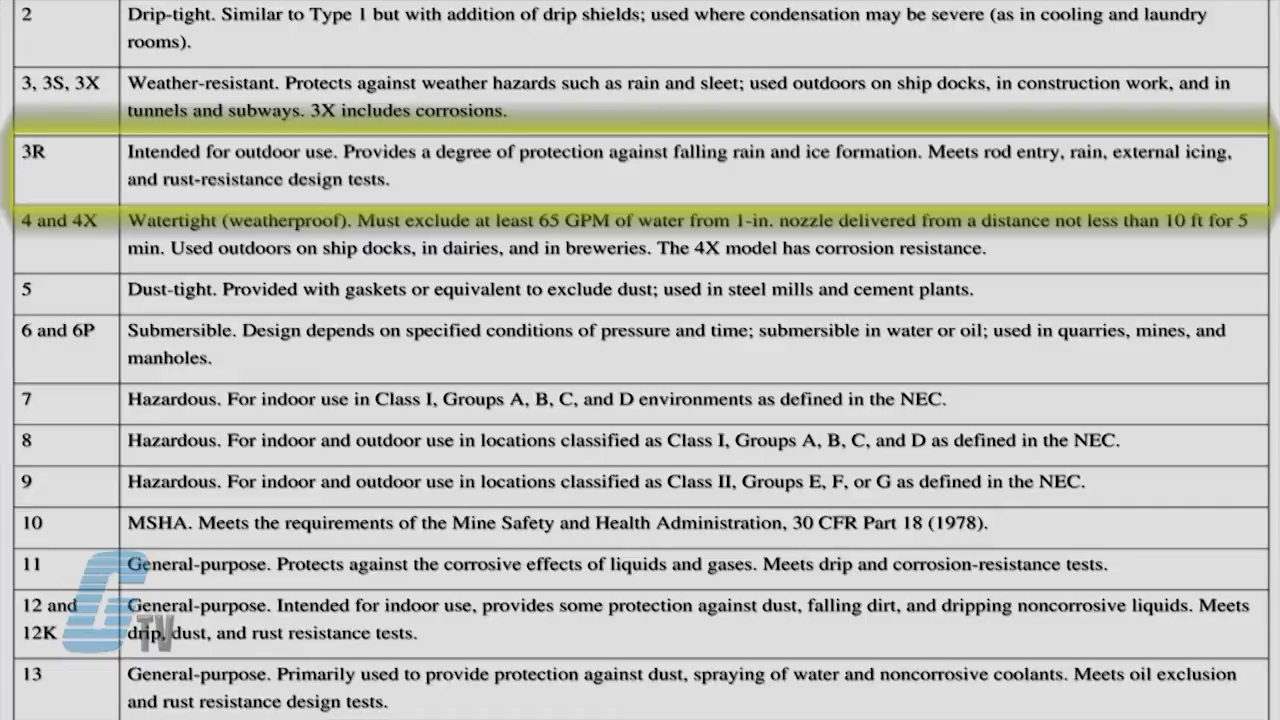 2
Drip-tight. Similar to Type 1 but with addition of drip shields; used where condensation may be severe (as in cooling and laundry
rooms).
3, 3S, 3X
Weather-resistant. Protects against weather hazards such as rain and sleet; used outdoors on ship docks, in construction work, and in
tunnels and subways. 3X includes corrosions.
3R
Intended for outdoor use. Provides a degree of protection against falling rain and ice formation. Meets rod entry, rain, external icing,
and rust-resistance design tests.
4 and 4X
Watertight (weatherproof). Must exclude at least 65 GPM of water from 1-in. nozzle delivered from a distance not less than 10 ft for 5
min. Used outdoors on ship docks, in dairies, and in breweries. The 4X model has corrosion resistance.
5
Dust-tight. Provided with gaskets or equivalent to exclude dust; used in steel mills and cement plants.
6 and 6P
Submersible. Design depends on specified conditions of pressure and time; submersible in water or oil; used in quarries, mines, and
manholes.
7
Hazardous. For indoor use in Class I, Groups A, B, C, and D environments as defined in the NEC.
8
Hazardous. For indoor and outdoor use in locations classified as Class I, Groups A, B, C, and D as defined in the NEC.
9
Hazardous. For indoor and outdoor use in locations classified as Class II, Groups E, F, or G as defined in the NEC.
10
MSHA. Meets the requirements of the Mine Safety and Health Administration, 30 CFR Part 18 (1978).
11
General-purpose. Protects against the corrosive effects of liquids and gases. Meets drip and corrosion-resistance tests.
12 and
12K
General-purpose. Intended for indoor use, provides some protection against dust, falling dirt, and dripping noncorrosive liquids. Meets
drip, dust, and rust resistance tests.
13
General-purpose. Primarily used to provide protection against dust, spraying of water and noncorrosive coolants. Meets oil exclusion
and rust resistance design tests.
G TV